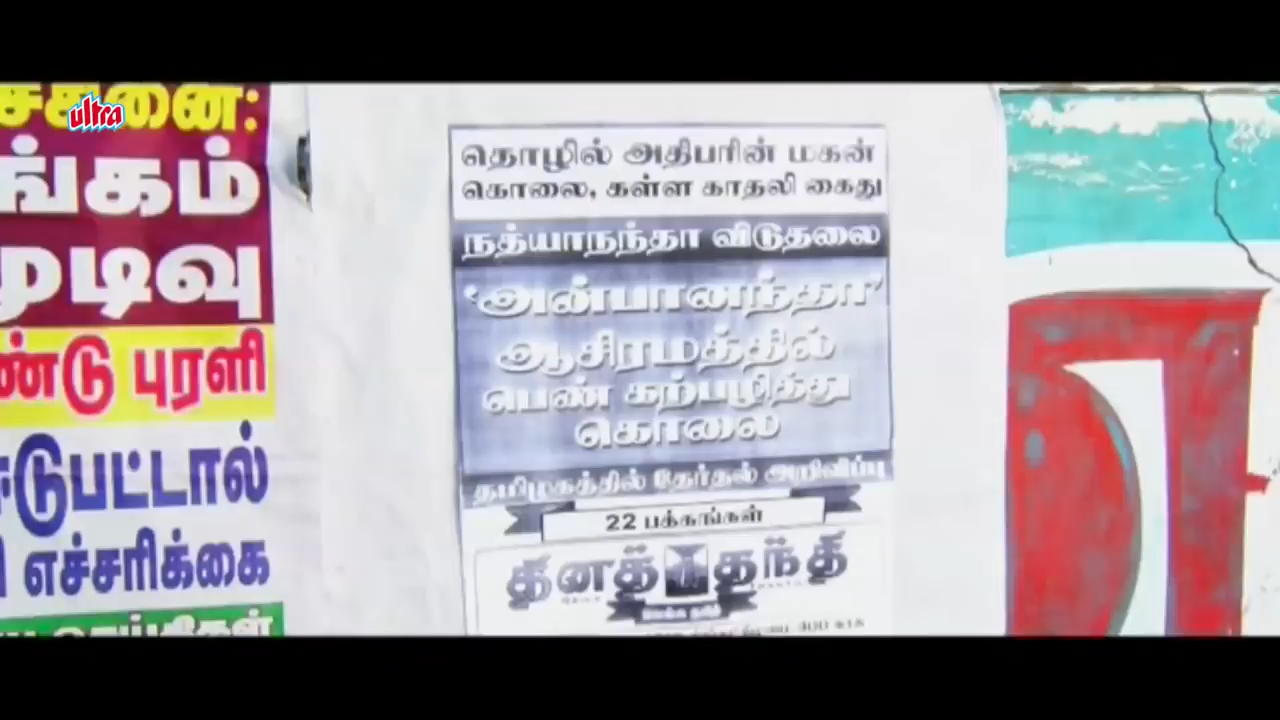 ultra
ச்சனை:
ங்கம்
முடிவு
ண்டு புரளி
ஈடுபட்டால்
எச்சரிக்கை
தொழில் அதிபரின் மகன்
கொலை, கள்ள காதலி கைது
நத்யாநந்தா விடுதலை
'அன்பானந்தா'
ஆசிரமத்தில்
பெண் கற்பழித்து
கொலை
தமிழகத்தில் தேர்தல் அறிவிப்பு
22 பக்கங்கள்
தினத் தந்தி